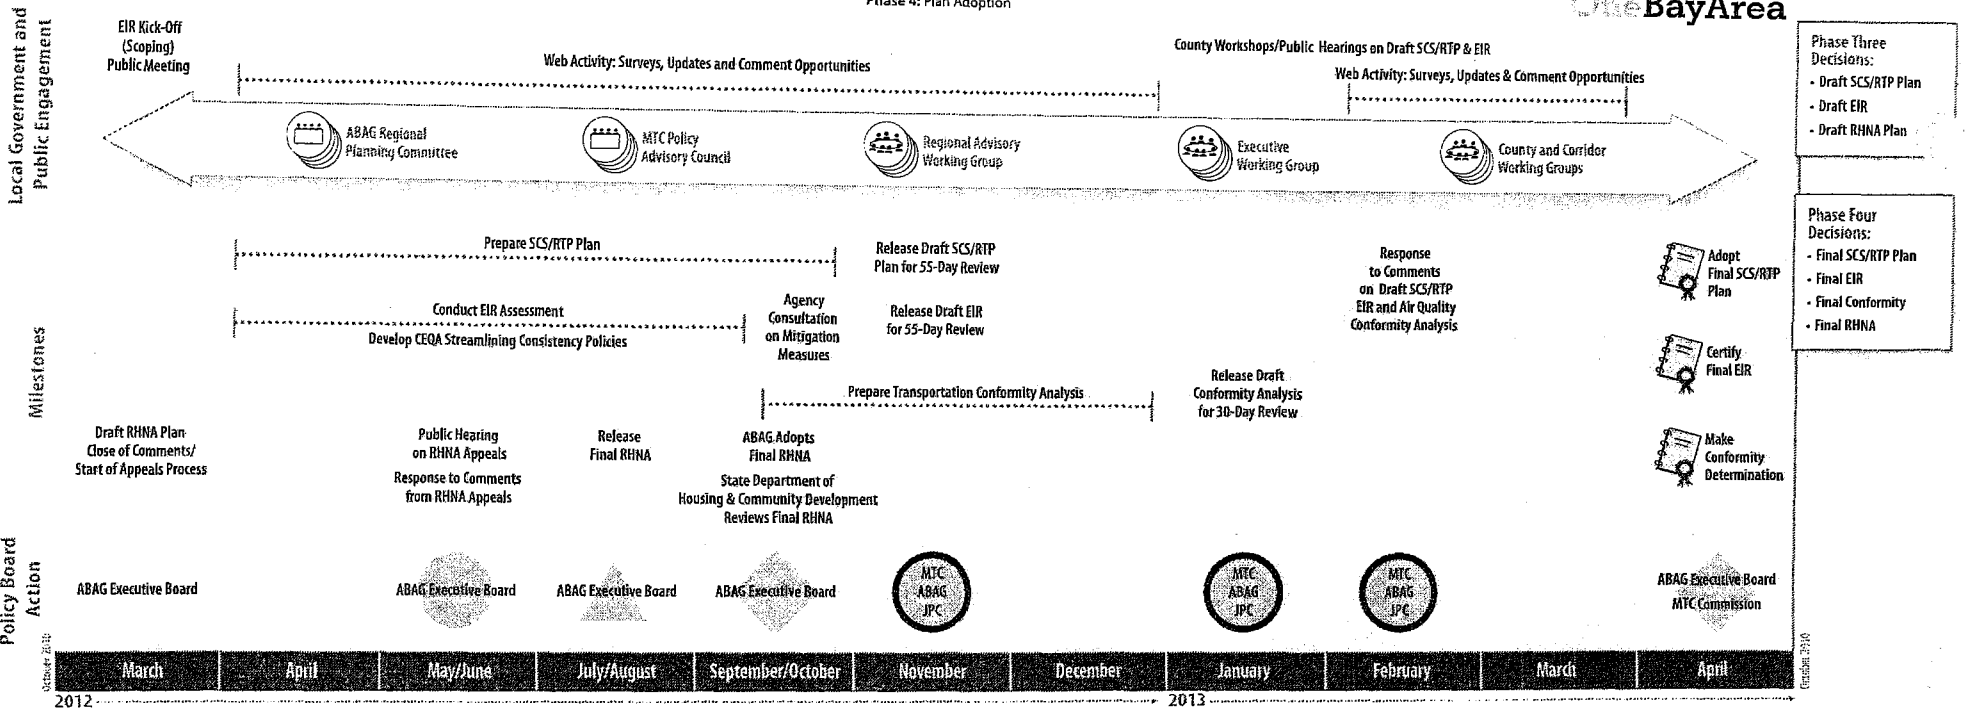 Phase 4: Plan Adoption
OneBayArea
Local Government and
Public Engagement
EIR Kick-Off
(Scoping)
Public Meeting
Web Activity: Surveys, Updates and Comment Opportunities
County Workshops/Public Hearings on Draft SCS/RTP & EIR
Web Activity: Surveys, Updates & Comment Opportunities
ABAG Regional
Planning Committee
MTC Policy
Advisory Council
Regional Advisory
Working Group
Executive
Working Group
County and Corridor
Working Groups
Phase Three
Decisions:
- Draft SCS/RTP Plan
- Draft EIR
- Draft RHNA Plan
Phase Four
Decisions:
- Final SCS/RTP Plan
- Final EIR
- Final Conformity
- Final RHNA
Milestones
Prepare SCS/RTP Plan
Release Draft SCS/RTP
Plan for 55-Day Review
Response
to Comments
on Draft SCS/RTP
EIR and Air Quality
Conformity Analysis
Adopt
Final SCS/RTP
Plan
Conduct EIR Assessment
Develop CEQA Streamlining Consistency Policies
Agency
Consultation
on Mitigation
Measures
Release Draft EIR
for 55-Day Review
Certify
Final EIR
Prepare Transportation Conformity Analysis
Release Draft
Conformity Analysis
for 30-Day Review
Draft RHNA Plan
Close of Comments/
Start of Appeals Process
Public Hearing
on RHNA Appeals
Response to Comments
from RHNA Appeals
Release
Final RHNA
ABAG Adopts
Final RHNA
State Department of
Housing & Community Development
Reviews Final RHNA
Make
Conformity
Determination
Policy Board
Action
ABAG Executive Board
ABAG Executive Board
ABAG Executive Board
ABAG Executive Board
MTC
ABAG
JPC
MTC
ABAG
JPC
MTC
ABAG
JPC
ABAG Executive Board
MTC Commission
October 2010
March
April
May/June
July/August
September/October
November
December
January
February
March
April
October 2010
2012
2013